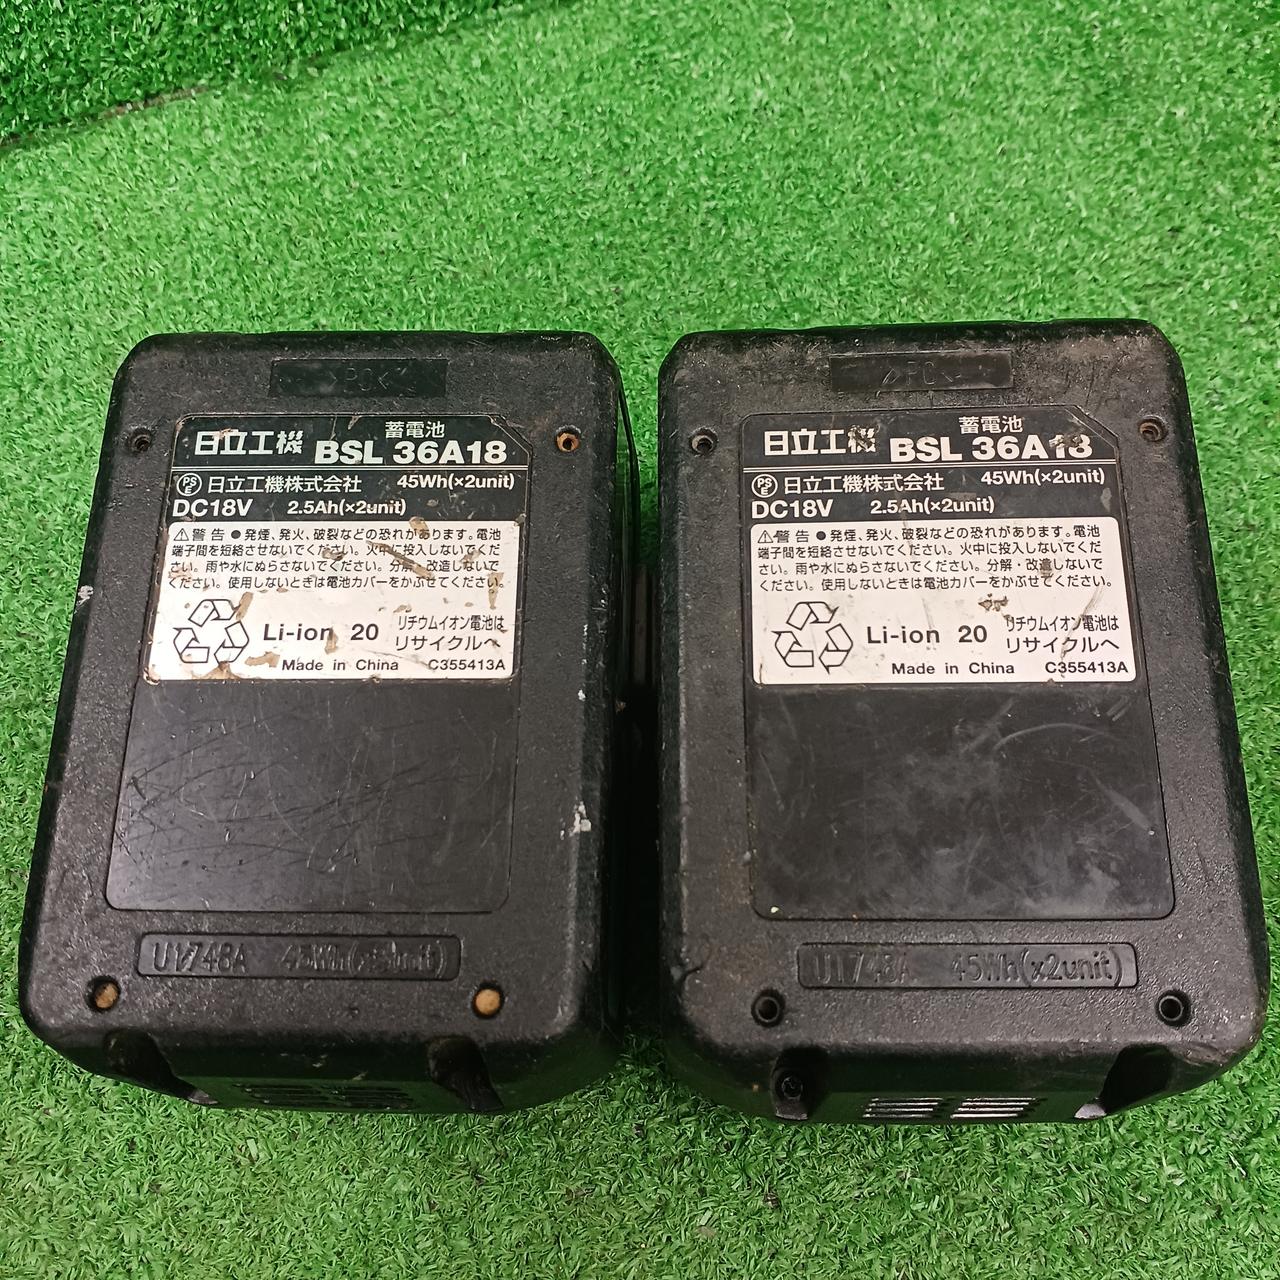 >PC<
日立工機 蓄電池 BSL 36A18
PSE 日立工機株式会社 45Wh(×2unit)
DC18V 2.5Ah(×2unit)
⚠警告 ●発煙、発火、破裂などの恐れがあります。電池
端子間を短絡させないでください。火中に投入しないでくだ
さい。雨や水にぬらさないでください。分解・改造しないで
ください。使用しないときは電池カバーをかぶせてください。
Li-ion 20 リチウムイオン電池は
リサイクルへ
Made in China C355413A
U1748A 45Wh(×2unit)
>PC<
日立工機 蓄電池 BSL 36A18
PSE 日立工機株式会社 45Wh(×2unit)
DC18V 2.5Ah(×2unit)
⚠警告 ●発煙、発火、破裂などの恐れがあります。電池
端子間を短絡させないでください。火中に投入しないでくだ
さい。雨や水にぬらさないでください。分解・改造しないで
ください。使用しないときは電池カバーをかぶせてください。
Li-ion 20 リチウムイオン電池は
リサイクルへ
Made in China C355413A
U1748A 45Wh(×2unit)